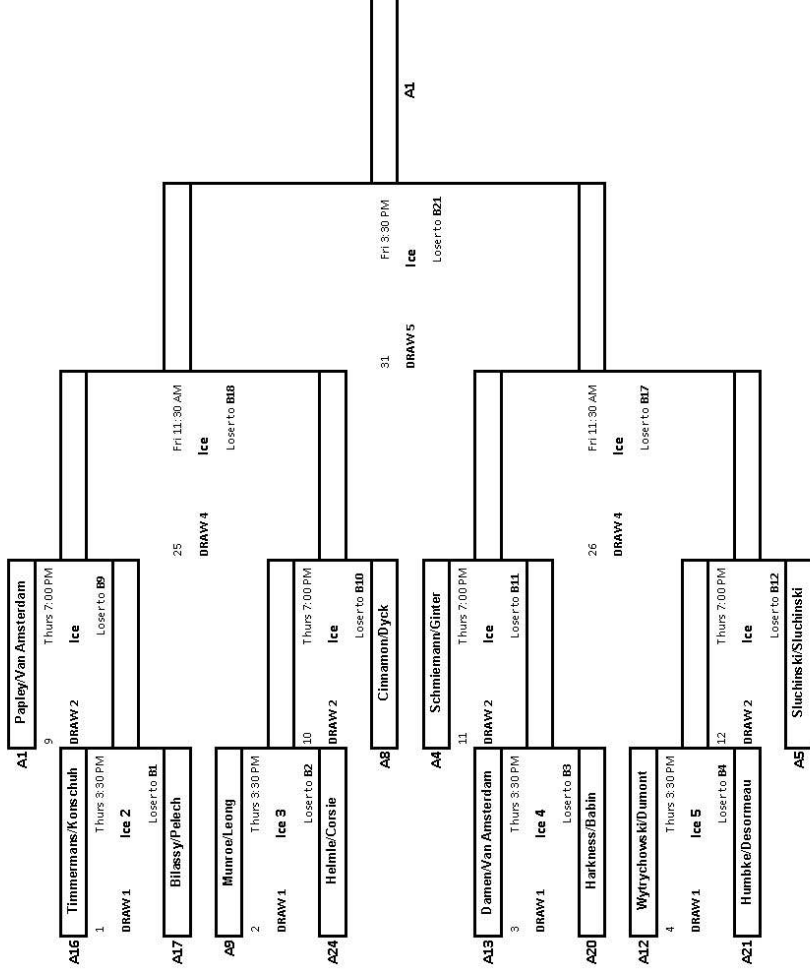 A1 Papley/Van Amsterdam
9 Thurs 7:00 PM
DRAW 2 Ice
Loser to B9
A16 Timmermans/Konschuh
1 Thurs 3:30 PM
DRAW 1 Ice 2
Loser to B1
A17 Bilassy/Pelech
25 Fri 11:30 AM
DRAW 4 Ice
Loser to B18
A9 Munroe/Leong
2 Thurs 3:30 PM
DRAW 1 Ice 3
Loser to B2
A24 Helmle/Corsie
10 Thurs 7:00 PM
DRAW 2 Ice
Loser to B10
A8 Cinnamon/Dyck
31 Fri 3:30 PM
DRAW 5 Ice
Loser to B21
A1
A4 Schmiemann/Ginter
11 Thurs 7:00 PM
DRAW 2 Ice
Loser to B11
A13 Damen/Van Amsterdam
3 Thurs 3:30 PM
DRAW 1 Ice 4
Loser to B3
A20 Harkness/Babin
26 Fri 11:30 AM
DRAW 4 Ice
Loser to B17
A12 Wytrychowski/Dumont
4 Thurs 3:30 PM
DRAW 1 Ice 5
Loser to B4
A21 Humbke/Desormeau
12 Thurs 7:00 PM
DRAW 2 Ice
Loser to B12
A5 Sluchinski/Sluchinski